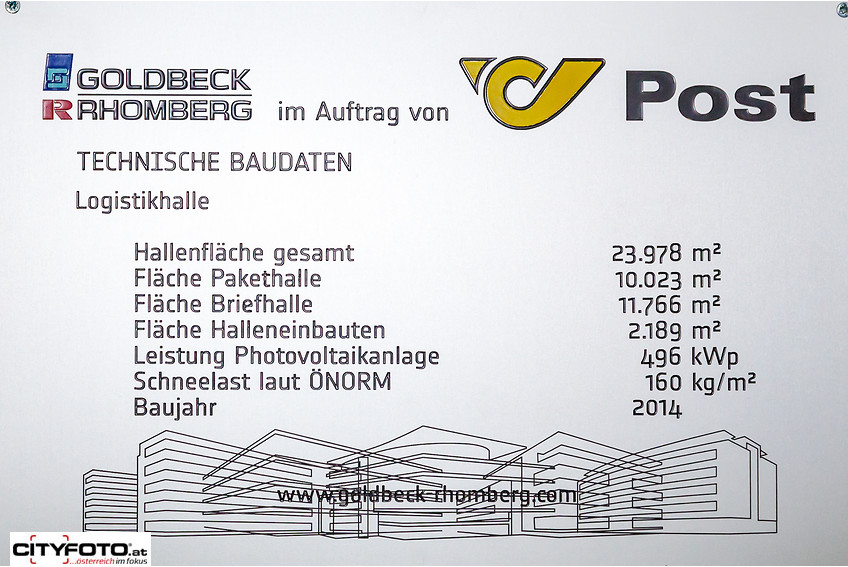 GOLDBECK
RHOMBERG im Auftrag von Post
TECHNISCHE BAUDATEN
Logistikhalle
Hallenfläche gesamt 23.978 m²
Fläche Pakethalle 10.023 m²
Fläche Briefhalle 11.766 m²
Fläche Halleneinbauten 2.189 m²
Leistung Photovoltaikanlage 496 kWp
Schneelast laut ÖNORM 160 kg/m²
Baujahr 2014
www.goldbeck-rhomberg.com
CITYFOTO®.at
...österreich im fokus